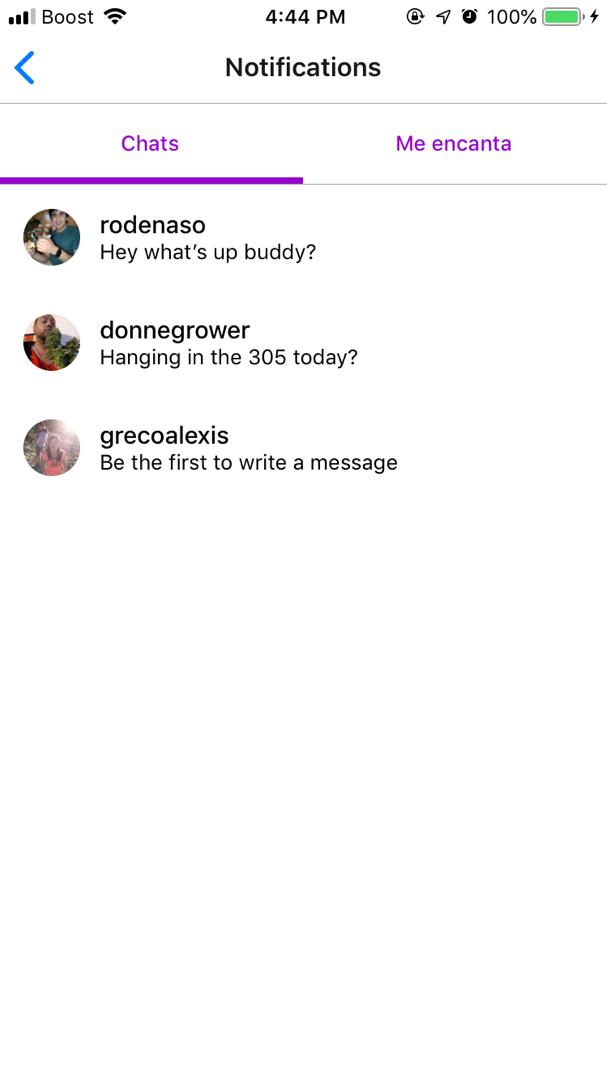 Boost 4:44 PM 100%
Notifications
Chats Me encanta
rodenaso
Hey what’s up buddy?
donnegrower
Hanging in the 305 today?
grecoalexis
Be the first to write a message